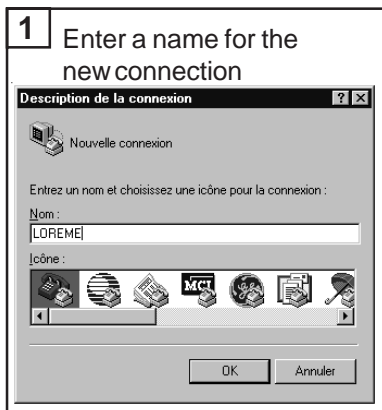 1
Enter a name for the
new connection
Description de la connexion
? X
Nouvelle connexion
Entrez un nom et choisissez une icône pour la connexion :
Nom :
LOREME
Icône :
MCI
OK Annuler